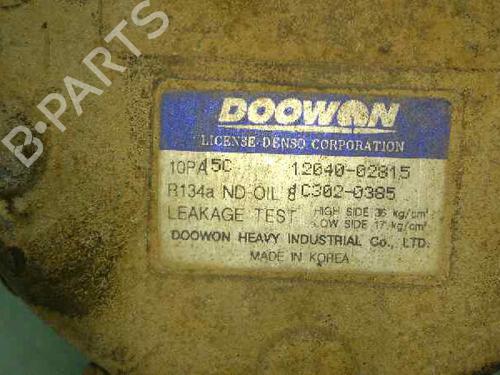 B-PARTS
DOOWON
LICENSE-DENSO CORPORATION
10PA15C 12040-02815
R134a ND-OIL 8 1C302-0385
LEAKAGE TEST HIGH SIDE 36 kg/cm²
LOW SIDE 17 kg/cm²
DOOWON HEAVY INDUSTRIAL Co., LTD.
MADE IN KOREA